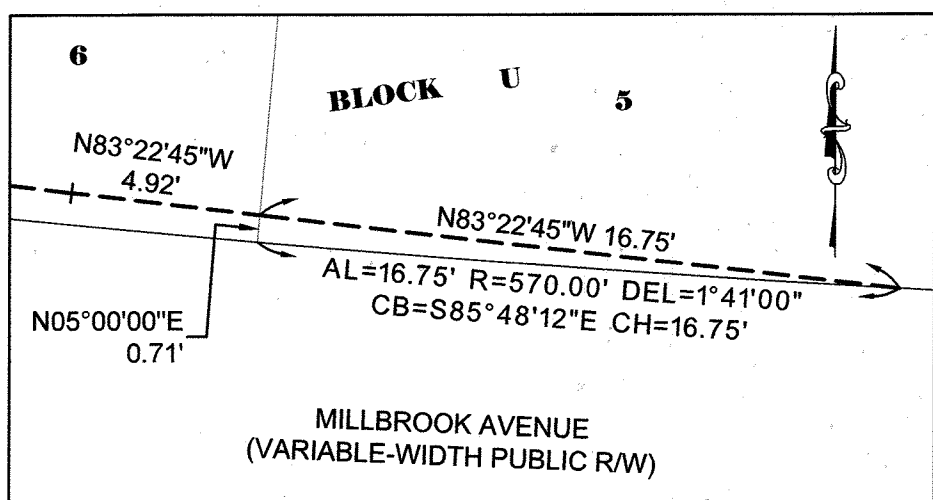 6
BLOCK U 5
N83°22'45"W
4.92'
N83°22'45"W 16.75'
AL=16.75' R=570.00' DEL=1°41'00"
CB=S85°48'12"E CH=16.75'
N05°00'00"E
0.71'
MILLBROOK AVENUE
(VARIABLE-WIDTH PUBLIC R/W)